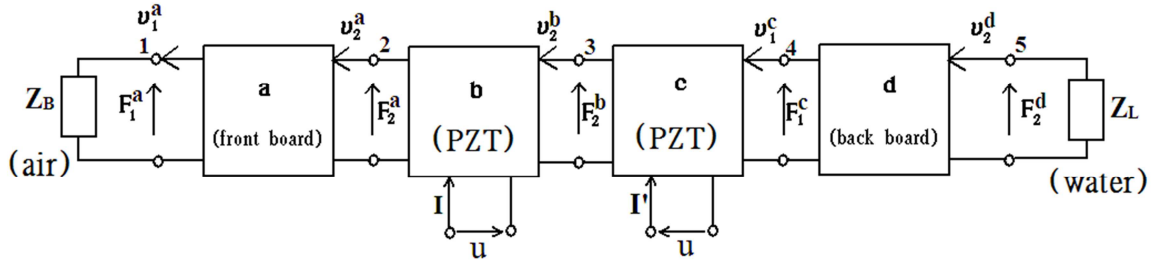 υ₁ᵃ
1
υ₂ᵃ
2
υ₂ᵇ
3
υ₁ᶜ
4
υ₂ᵈ
5
Z_B
(air)
F₁ᵃ
a
(front board)
F₂ᵃ
b
(PZT)
F₂ᵇ
c
(PZT)
F₁ᶜ
d
(back board)
F₂ᵈ
Z_L
(water)
I
u
I'
u